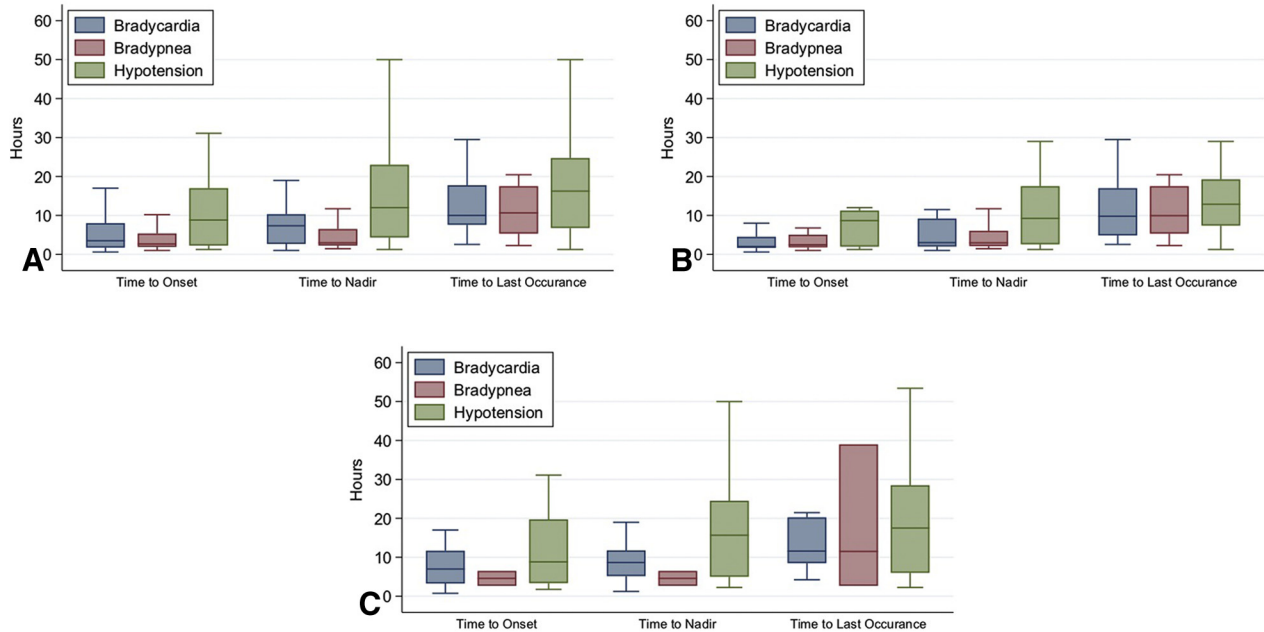 60
50
40
30
20
10
0
Hours
Bradycardia
Bradypnea
Hypotension
A
Time to Onset
Time to Nadir
Time to Last Occurance
60
50
40
30
20
10
0
Hours
Bradycardia
Bradypnea
Hypotension
B
Time to Onset
Time to Nadir
Time to Last Occurance
60
50
40
30
20
10
0
Hours
Bradycardia
Bradypnea
Hypotension
C
Time to Onset
Time to Nadir
Time to Last Occurance